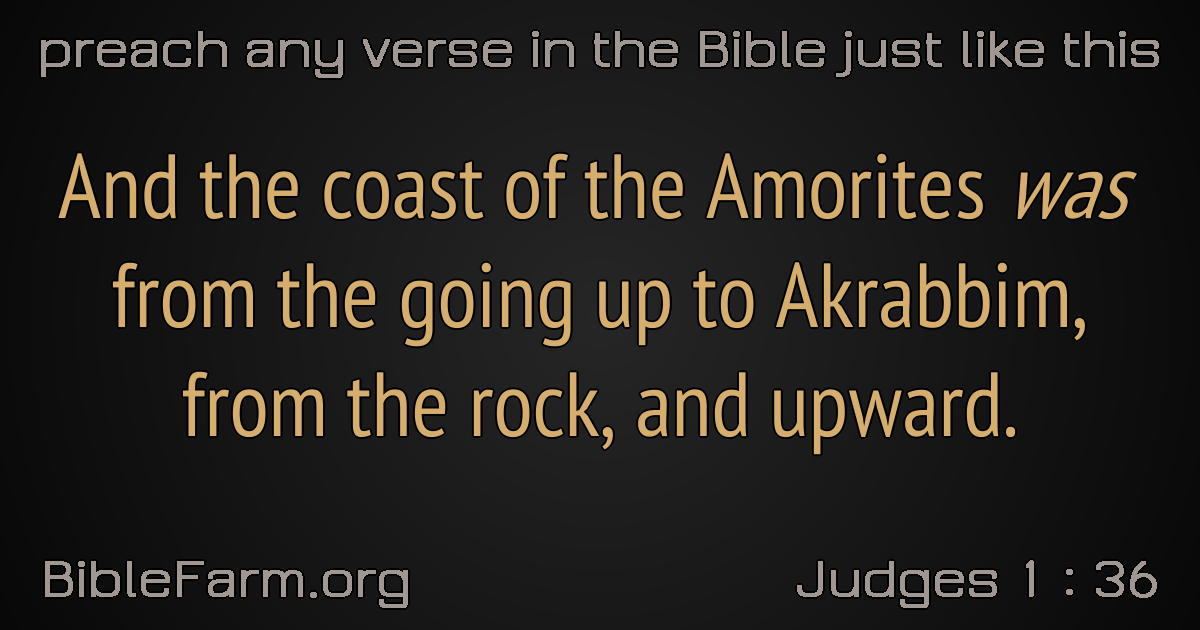 preach any verse in the Bible just like this
And the coast of the Amorites was
from the going up to Akrabbim,
from the rock, and upward.
BibleFarm.org
Judges 1 : 36